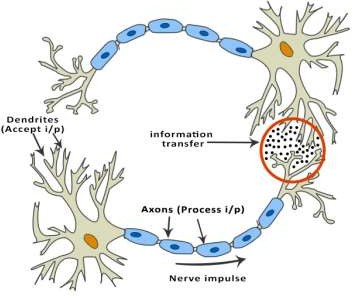 Dendrites
(Accept i/p)
information
transfer
Axons (Process i/p)
Nerve impulse